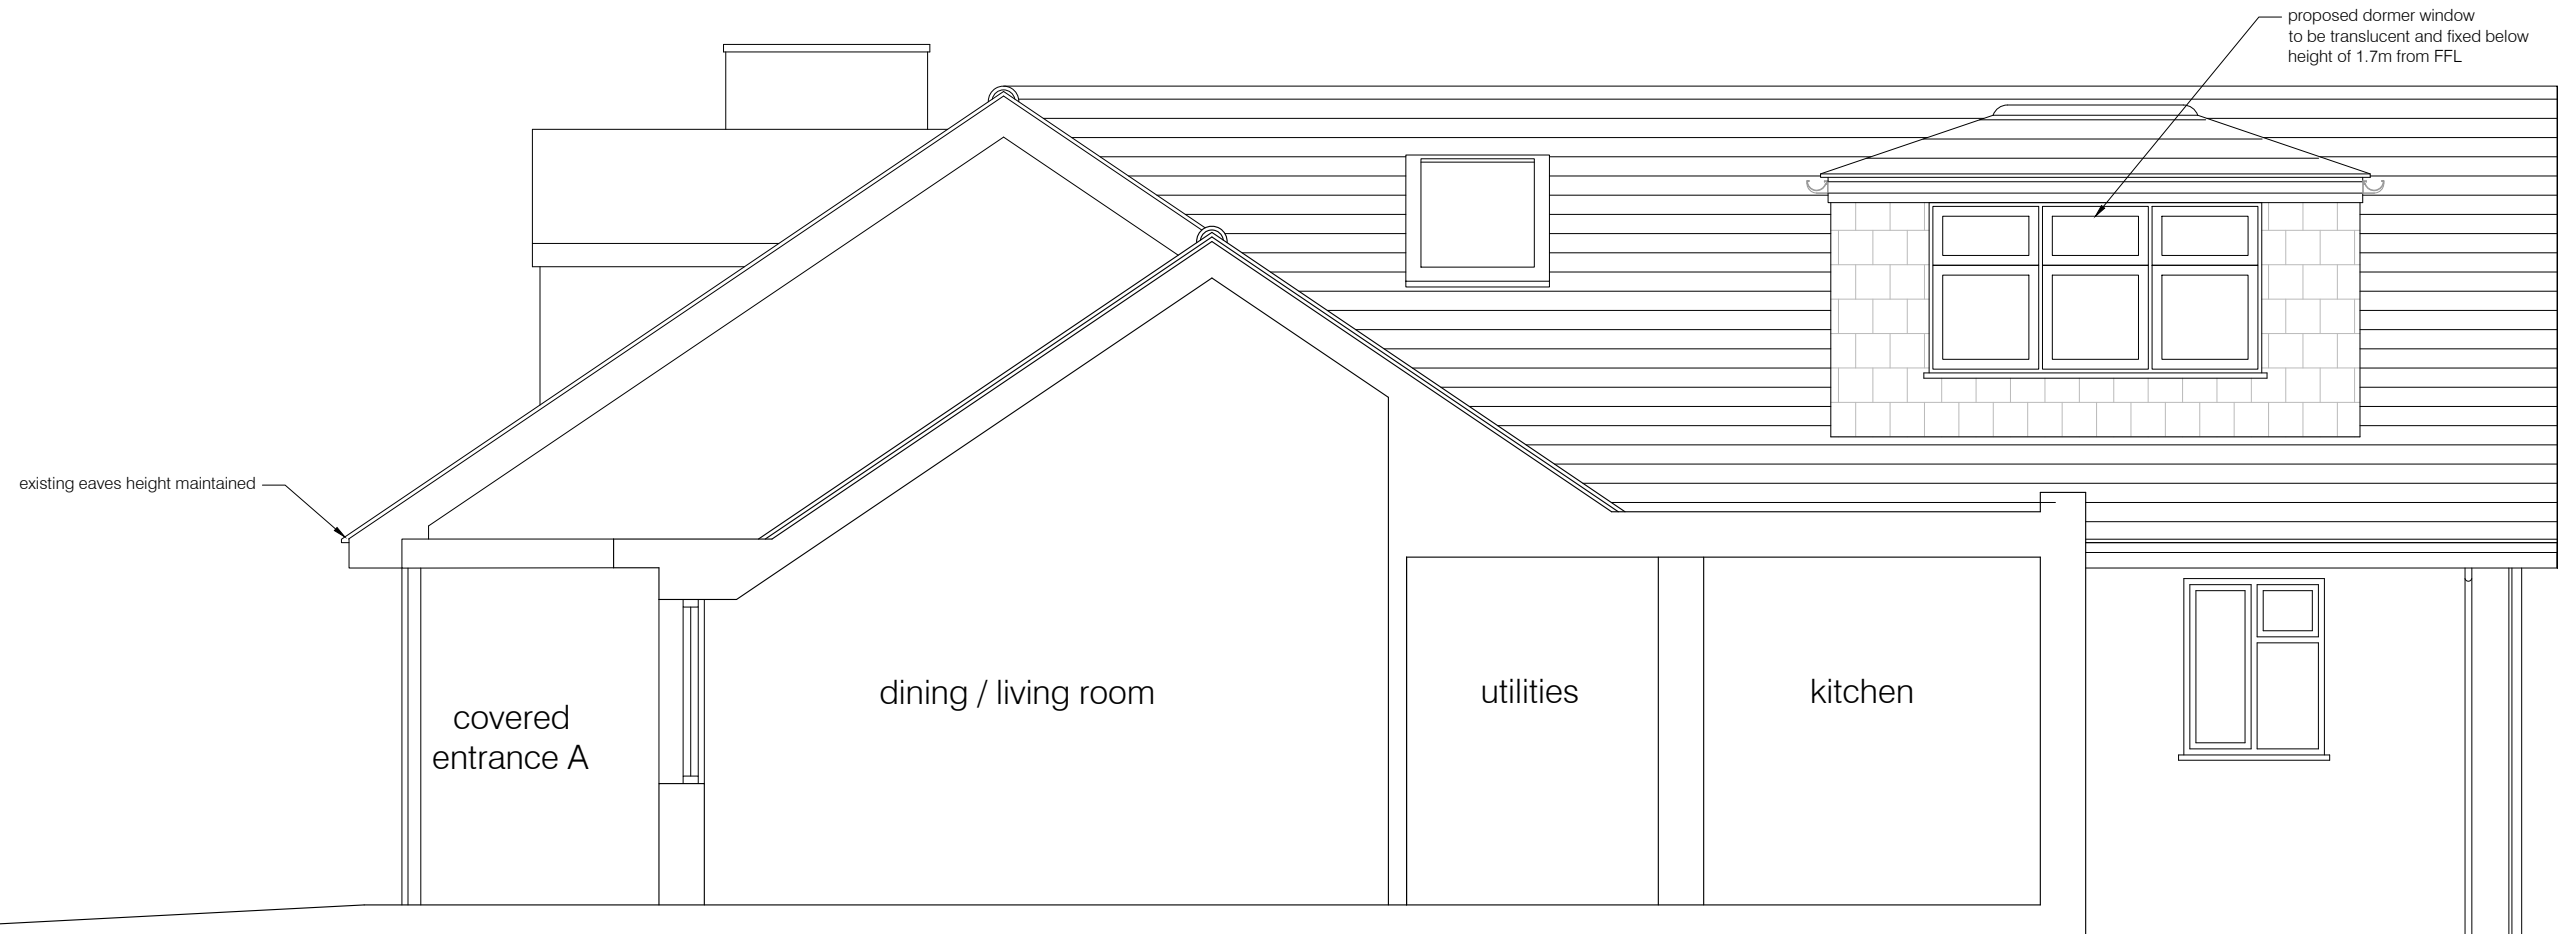 proposed dormer window
to be translucent and fixed below
height of 1.7m from FFL
existing eaves height maintained
covered
entrance A
dining / living room
utilities
kitchen